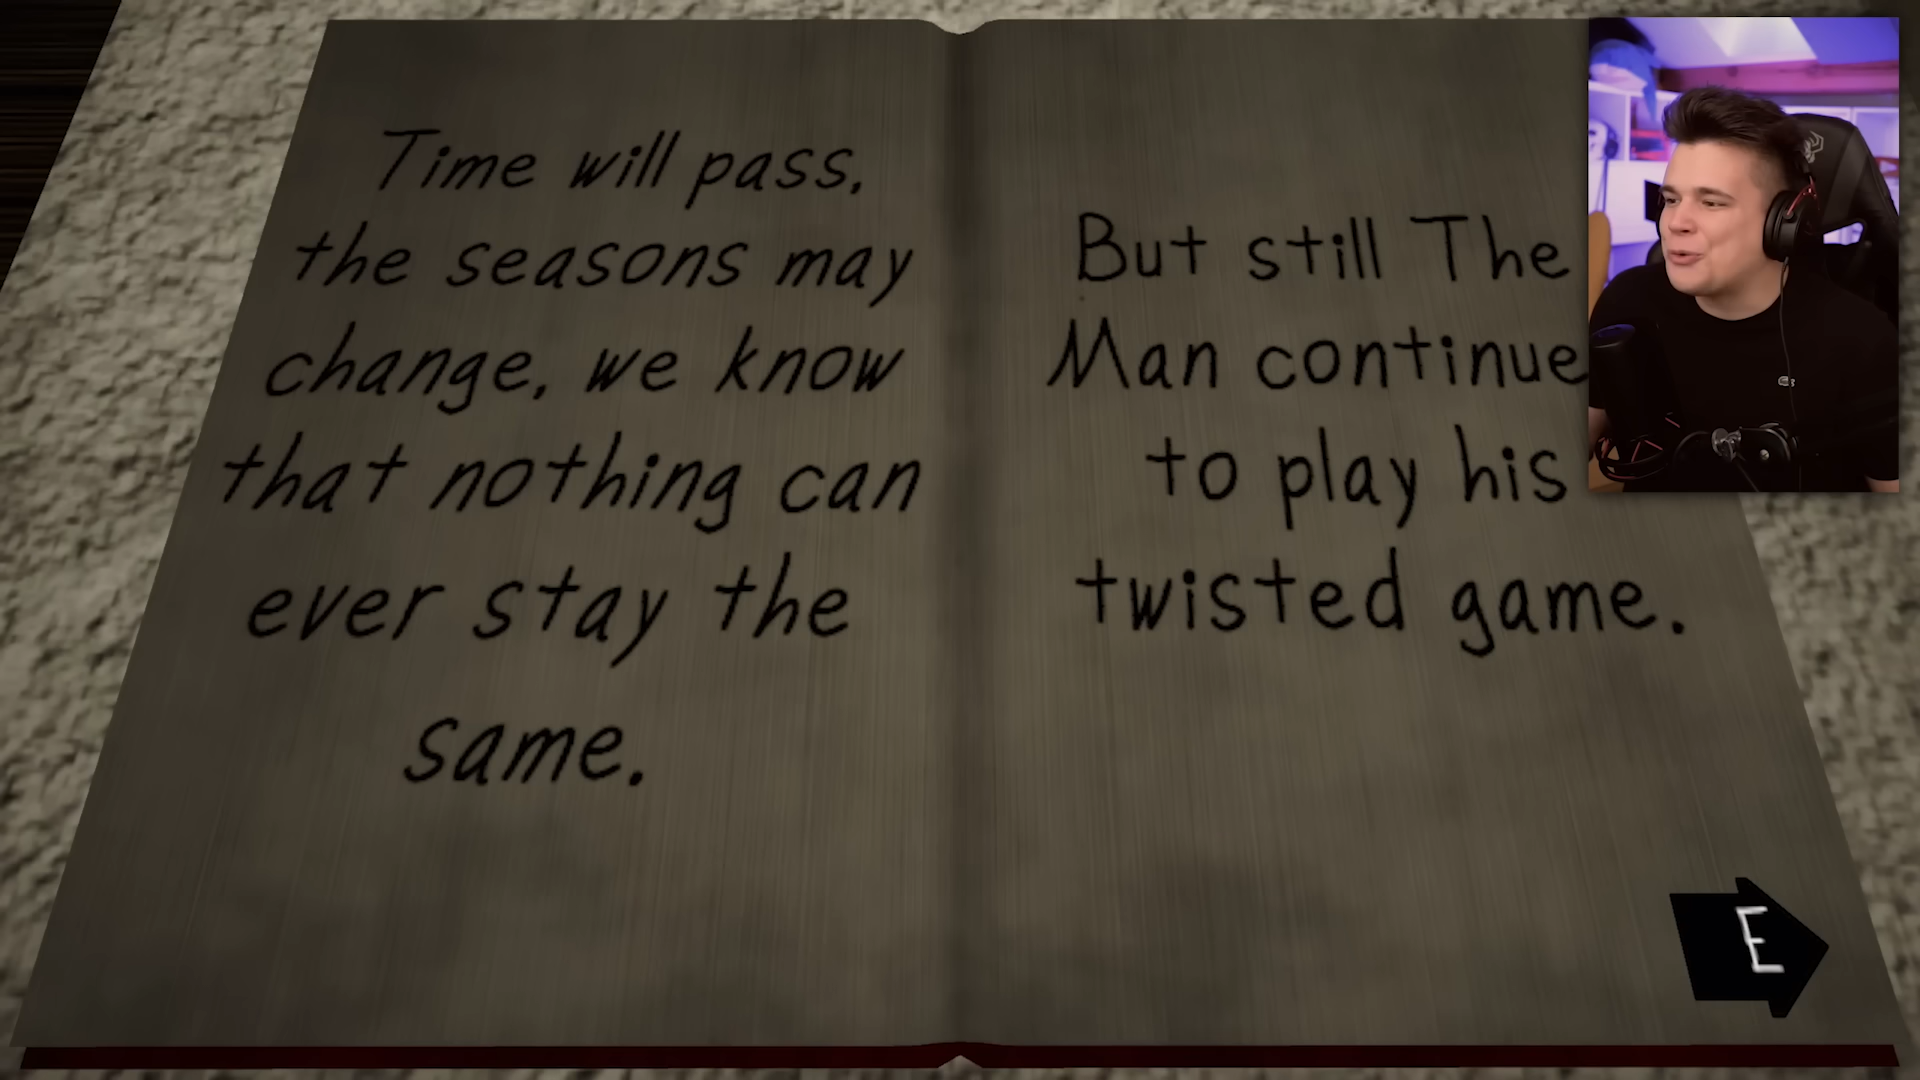 Time will pass,
the seasons may
change, we know
that nothing can
ever stay the
same.
But still The
Man continue
to play his
twisted game.
E